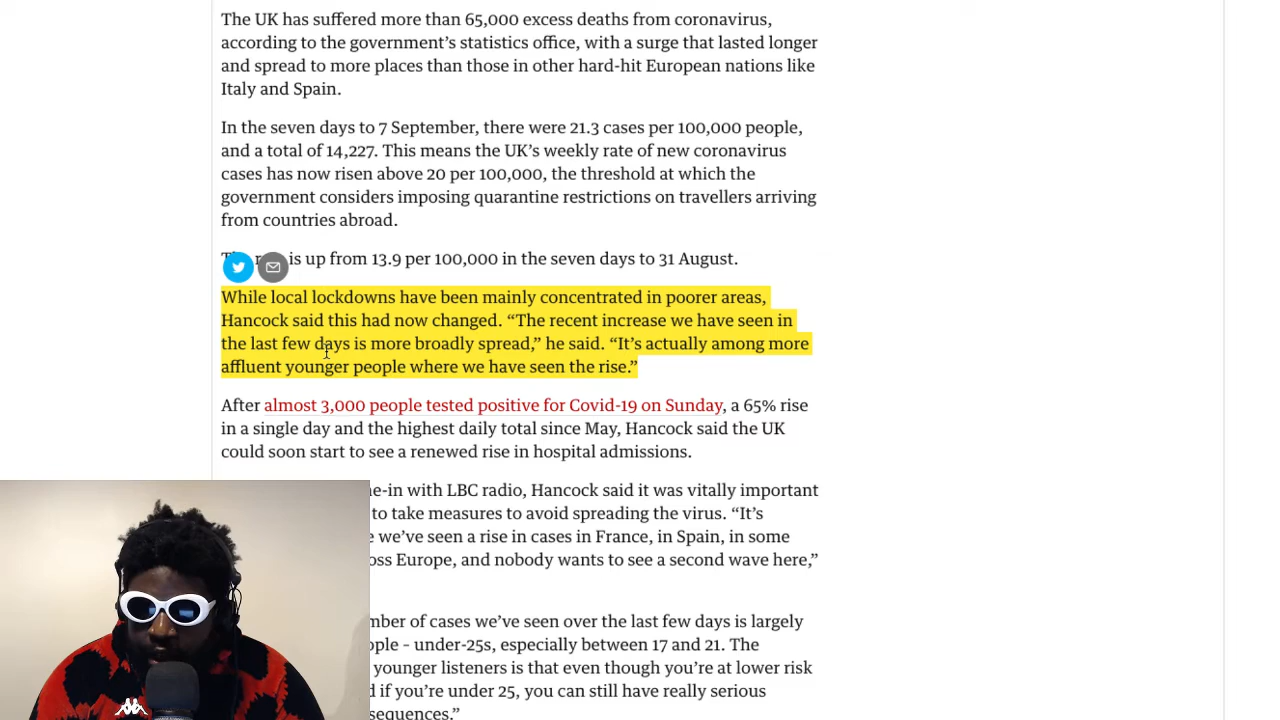 The UK has suffered more than 65,000 excess deaths from coronavirus,
according to the government’s statistics office, with a surge that lasted longer
and spread to more places than those in other hard-hit European nations like
Italy and Spain.
In the seven days to 7 September, there were 21.3 cases per 100,000 people,
and a total of 14,227. This means the UK’s weekly rate of new coronavirus
cases has now risen above 20 per 100,000, the threshold at which the
government considers imposing quarantine restrictions on travellers arriving
from countries abroad.
is up from 13.9 per 100,000 in the seven days to 31 August.
While local lockdowns have been mainly concentrated in poorer areas,
Hancock said this had now changed. “The recent increase we have seen in
the last few days is more broadly spread,” he said. “It’s actually among more
affluent younger people where we have seen the rise.”
After almost 3,000 people tested positive for Covid-19 on Sunday, a 65% rise
in a single day and the highest daily total since May, Hancock said the UK
could soon start to see a renewed rise in hospital admissions.
with LBC radio, Hancock said it was vitally important
to take measures to avoid spreading the virus. “It’s
we’ve seen a rise in cases in France, in Spain, in some
Europe, and nobody wants to see a second wave here,”
of cases we’ve seen over the last few days is largely
– under-25s, especially between 17 and 21. The
younger listeners is that even though you’re at lower risk
if you’re under 25, you can still have really serious